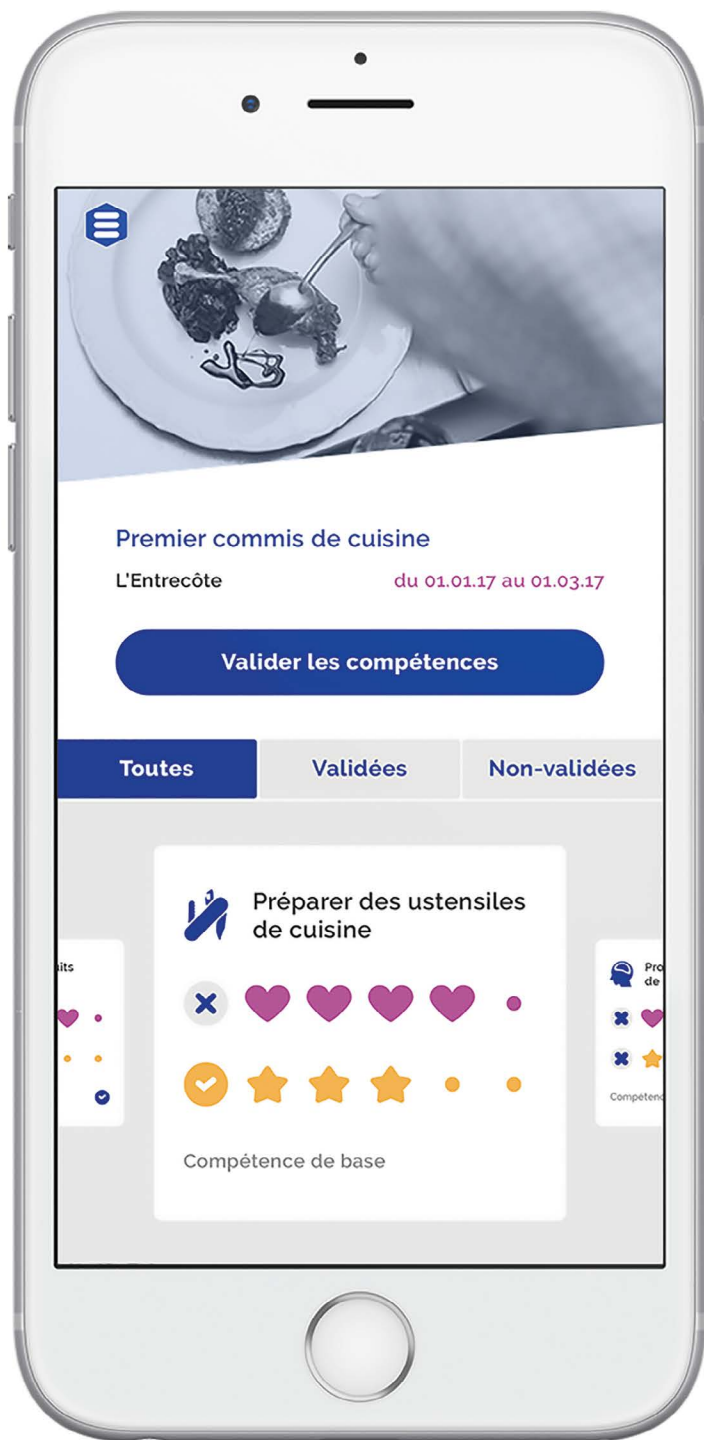 Premier commis de cuisine
L'Entrecôte
du 01.01.17 au 01.03.17
Valider les compétences
Toutes
Validées
Non-validées
Préparer des ustensiles
de cuisine
Compétence de base
de